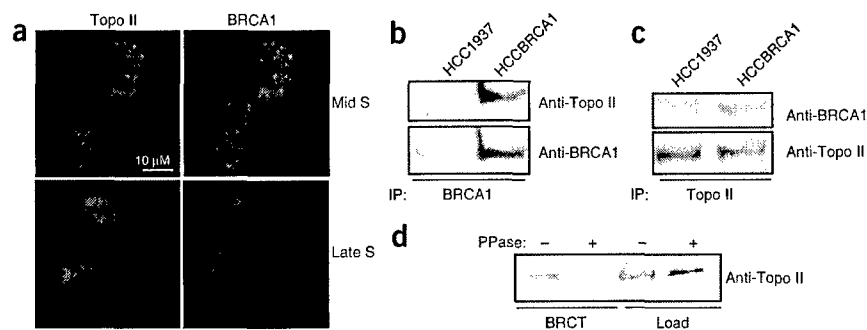 a
Topo II
BRCA1
Mid S
10 µM
Late S
b
HCC1937
HCCBRCA1
Anti-Topo II
Anti-BRCA1
IP:
BRCA1
c
HCC1937
HCCBRCA1
Anti-BRCA1
Anti-Topo II
IP:
Topo II
d
PPase: – + – +
Anti-Topo II
BRCT
Load